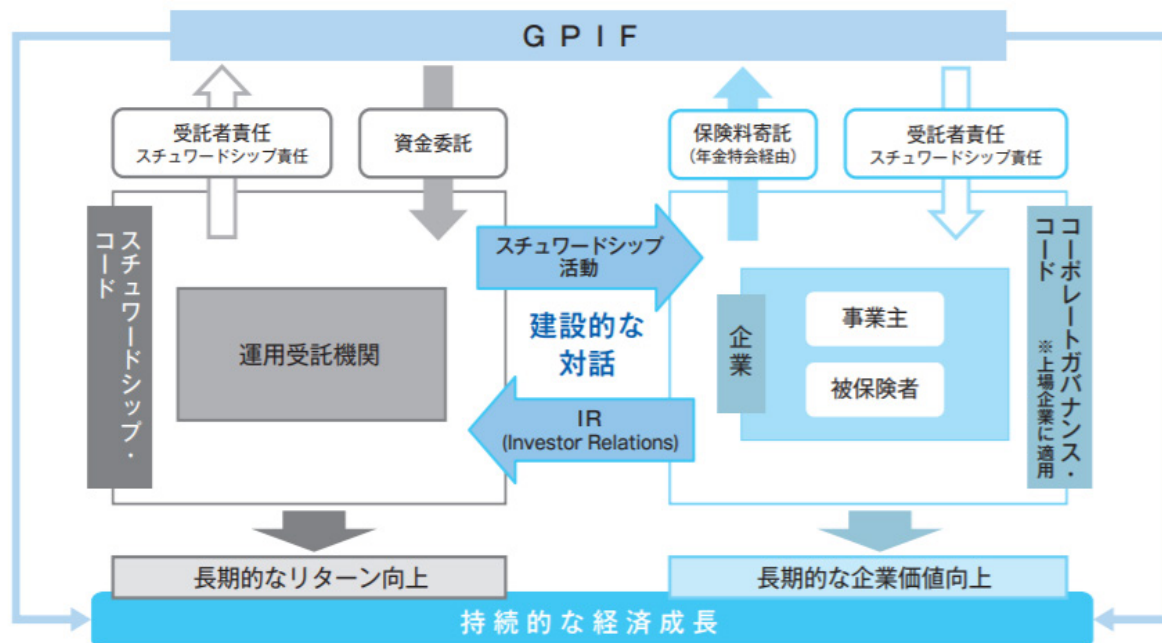 GPIF
受託者責任
スチュワードシップ責任
資金委託
保険料寄託
（年金特会経由）
受託者責任
スチュワードシップ責任
スチュワードシップ・
コード
運用受託機関
スチュワードシップ
活動
建設的な
対話
IR
(Investor Relations)
企業
事業主
被保険者
コーポレートガバナンス・
コード ※上場企業に適用
長期的なリターン向上
長期的な企業価値向上
持続的な経済成長